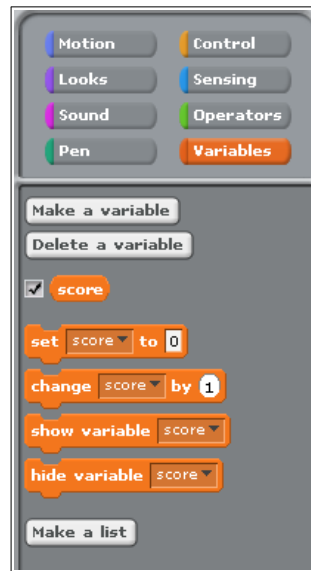 Motion Control
Looks Sensing
Sound Operators
Pen Variables
Make a variable
Delete a variable
score
set score to 0
change score by 1
show variable score
hide variable score
Make a list